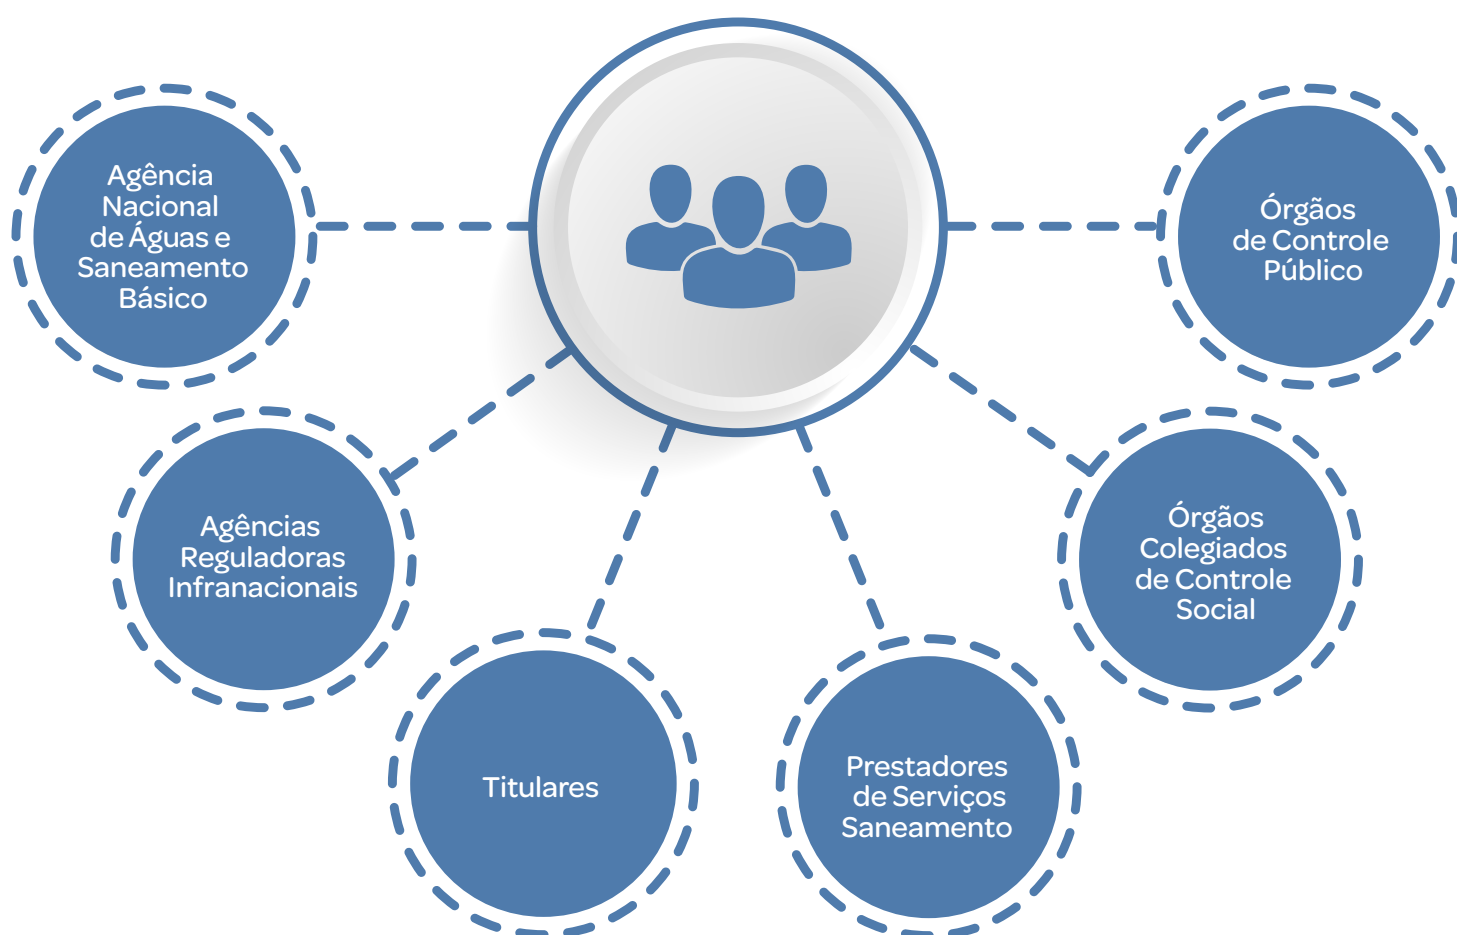 Agência
Nacional
de Águas e
Saneamento
Básico
Órgãos
de Controle
Público
Agências
Reguladoras
Infranacionais
Órgãos
Colegiados
de Controle
Social
Titulares
Prestadores
de Serviços
Saneamento